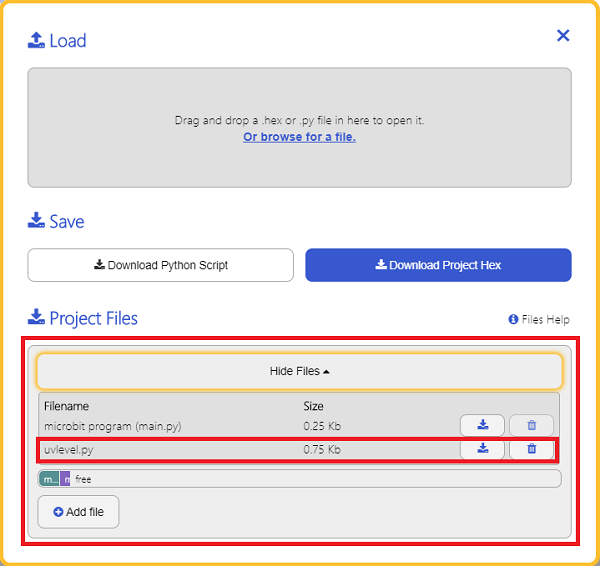 Load
Drag and drop a .hex or .py file in here to open it.
Or browse for a file.
Save
Download Python Script
Download Project Hex
Project Files
Files Help
Hide Files
Filename Size
microbit program (main.py) 0.25 Kb
uvlevel.py 0.75 Kb
m... free
Add file